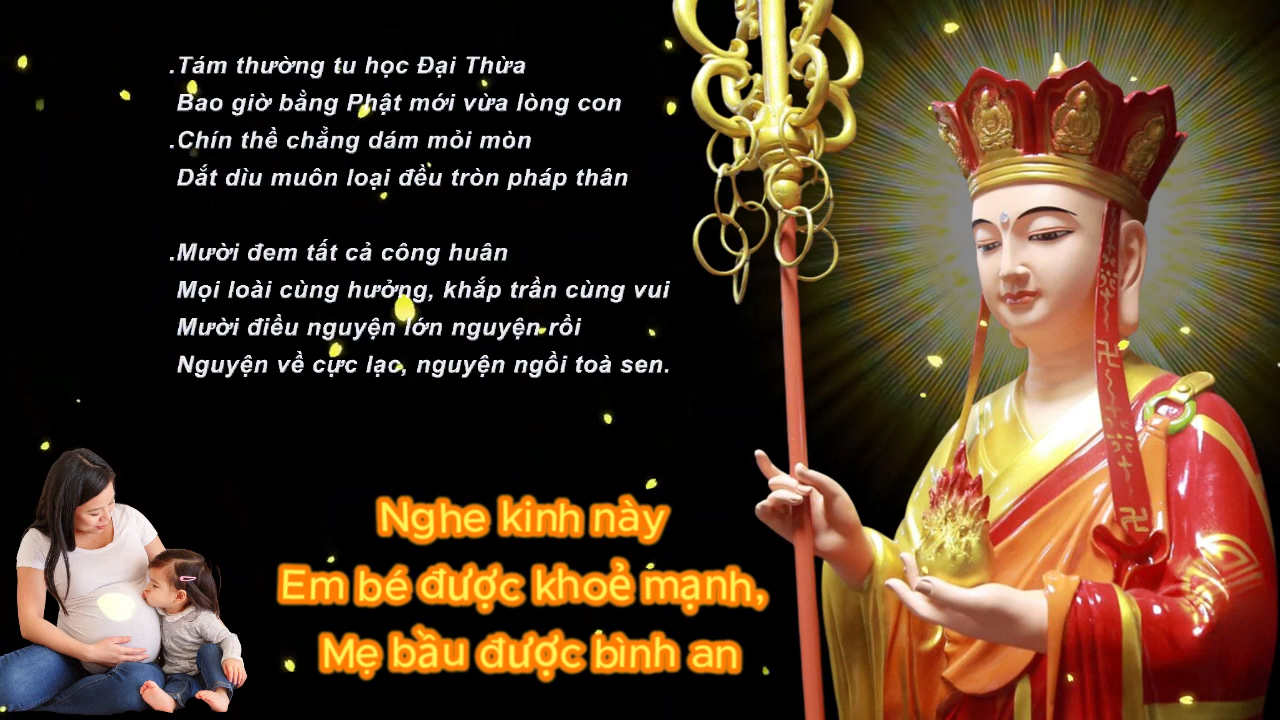 .Tám thường tu học Đại Thừa
Bao giờ bằng Phật mới vừa lòng con
.Chín thề chẳng dám mỏi mòn
Dắt dìu muôn loại đều tròn pháp thân
.Mười đem tất cả công huân
Mọi loài cùng hưởng, khắp trần cùng vui
Mười điều nguyện lớn nguyện rồi
Nguyện về cực lạc, nguyện ngồi toà sen.
Nghe kinh này
Em bé được khoẻ mạnh,
Mẹ bầu được bình an